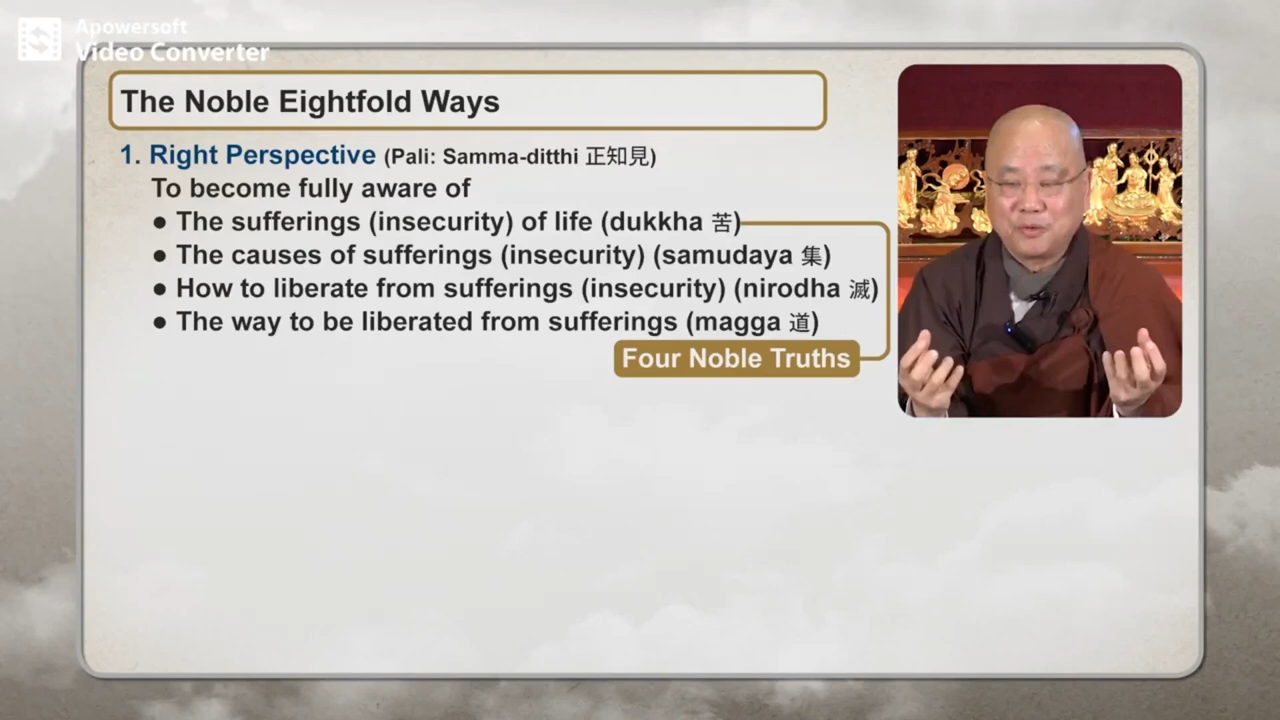 Apowersoft
Video Converter
The Noble Eightfold Ways
1. Right Perspective (Pali: Samma-ditthi 正知見)
To become fully aware of
● The sufferings (insecurity) of life (dukkha 苦)
● The causes of sufferings (insecurity) (samudaya 集)
● How to liberate from sufferings (insecurity) (nirodha 滅)
● The way to be liberated from sufferings (magga 道)
Four Noble Truths